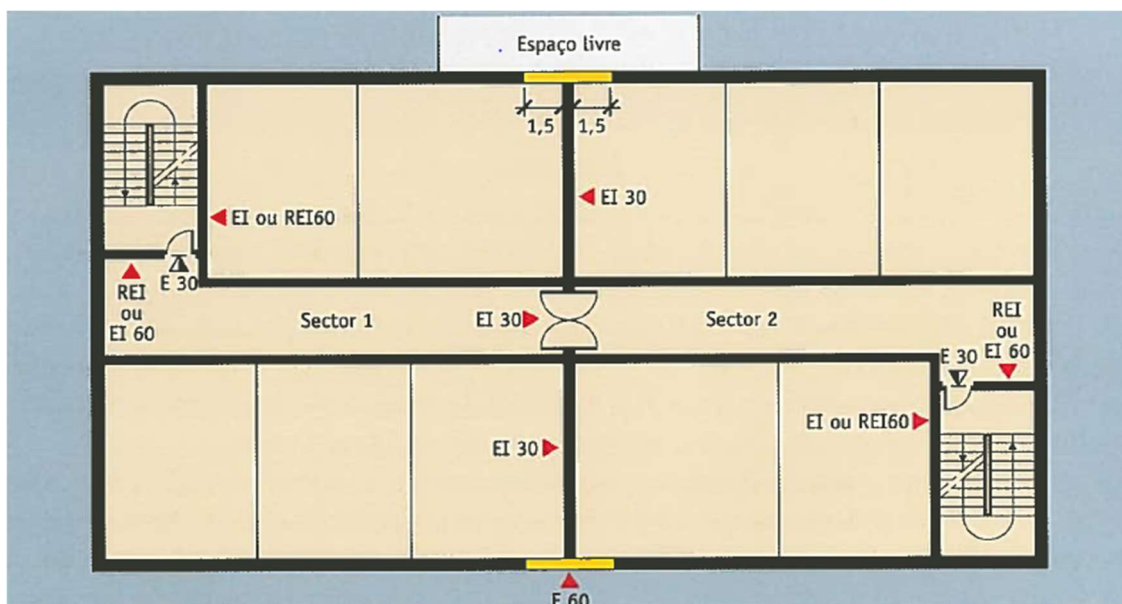 Espaço livre
1,5 1,5
EI 30
EI ou REI60
E 30
REI
ou
EI 60
Sector 1
EI 30
Sector 2
REI
ou
EI 60
E 30
EI ou REI60
EI 30
E 60